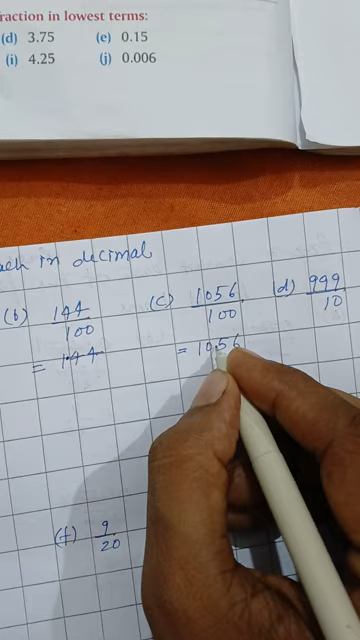 raction in lowest terms:
(d) 3.75 (e) 0.15
(i) 4.25 (j) 0.006
in decimal
(b) 144/100 (c) 1056/100 d) 999/10
= 1.44 = 10.56
(f) 9/20